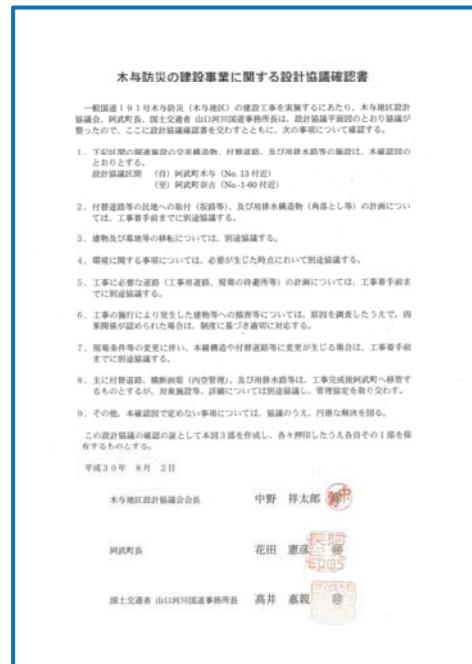 木与防災の建設事業に関する設計協議確認書
一般国道191号木与防災(木与地区)の建設工事を実施するにあたり、木与地区設計
協議会、阿武町長、国土交通省山口河川国道事務所長は、設計協議平面図のとおり協議が
整ったので、ここに設計協議確認書を交わすとともに、次の事項について確認する。
1.下記区間の関連施設の交差構造物、付替道路、及び用排水路等の施設は、本確認図の
とおりとする。
設計協議区間 (自)阿武町木与(No.13付近)
(至)阿武町奈古(No.-1-60付近)
2.付替道路等の民地への取付(坂路等)、及び用排水構造物(角落とし等)の計画につい
ては、工事着手前までに別途協議する。
3.建物及び墓地等の移転については、別途協議する。
4.環境に関する事項については、必要が生じた時点において別途協議する。
5.工事に必要な道路(工事用道路、現場の待避所等)の計画については、工事着手前ま
でに別途協議する。
6.工事の施行により発生した建物等への損害等については、原因を調査したうえで、因
果関係が認められた場合は、制度に基づき適切に対応する。
7.現場条件等の変更に伴い、本線構造や付替道路等に変更が生じる場合は、工事着手前
までに別途協議する。
8.主に付替道路、横断函渠(内空管理)、及び用排水路等は、工事完成後阿武町へ移管す
るものとするが、対象施設等、詳細については別途協議し、管理協定を取り交わす。
9.その他、本確認図で定めない事項については、協議のうえ、円滑な解決を図る。
この設計協議の確認の証として本図3部を作成し、各々押印したうえ各自その1部を保
有するものとする。
平成30年 8月 2日
木与地区設計協議会会長 中野 祥太郎 ㊞
阿武町長 花田 憲彦 ㊞
国土交通省 山口河川国道事務所長 髙井 嘉親 ㊞